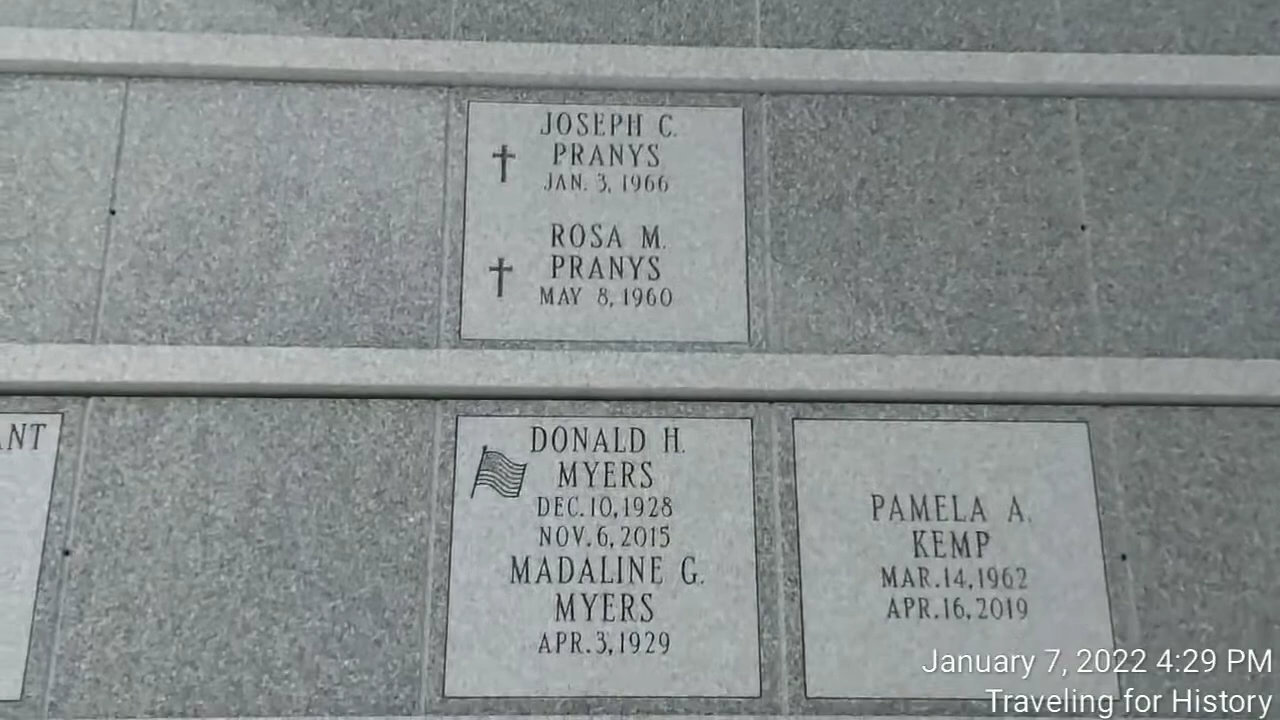 JOSEPH C.
PRANYS
JAN. 3, 1966
ROSA M.
PRANYS
MAY 8, 1960
ANT
DONALD H.
MYERS
DEC. 10, 1928
NOV. 6, 2015
MADALINE G.
MYERS
APR. 3, 1929
PAMELA A.
KEMP
MAR. 14, 1962
APR. 16, 2019
January 7, 2022 4:29 PM
Traveling for History